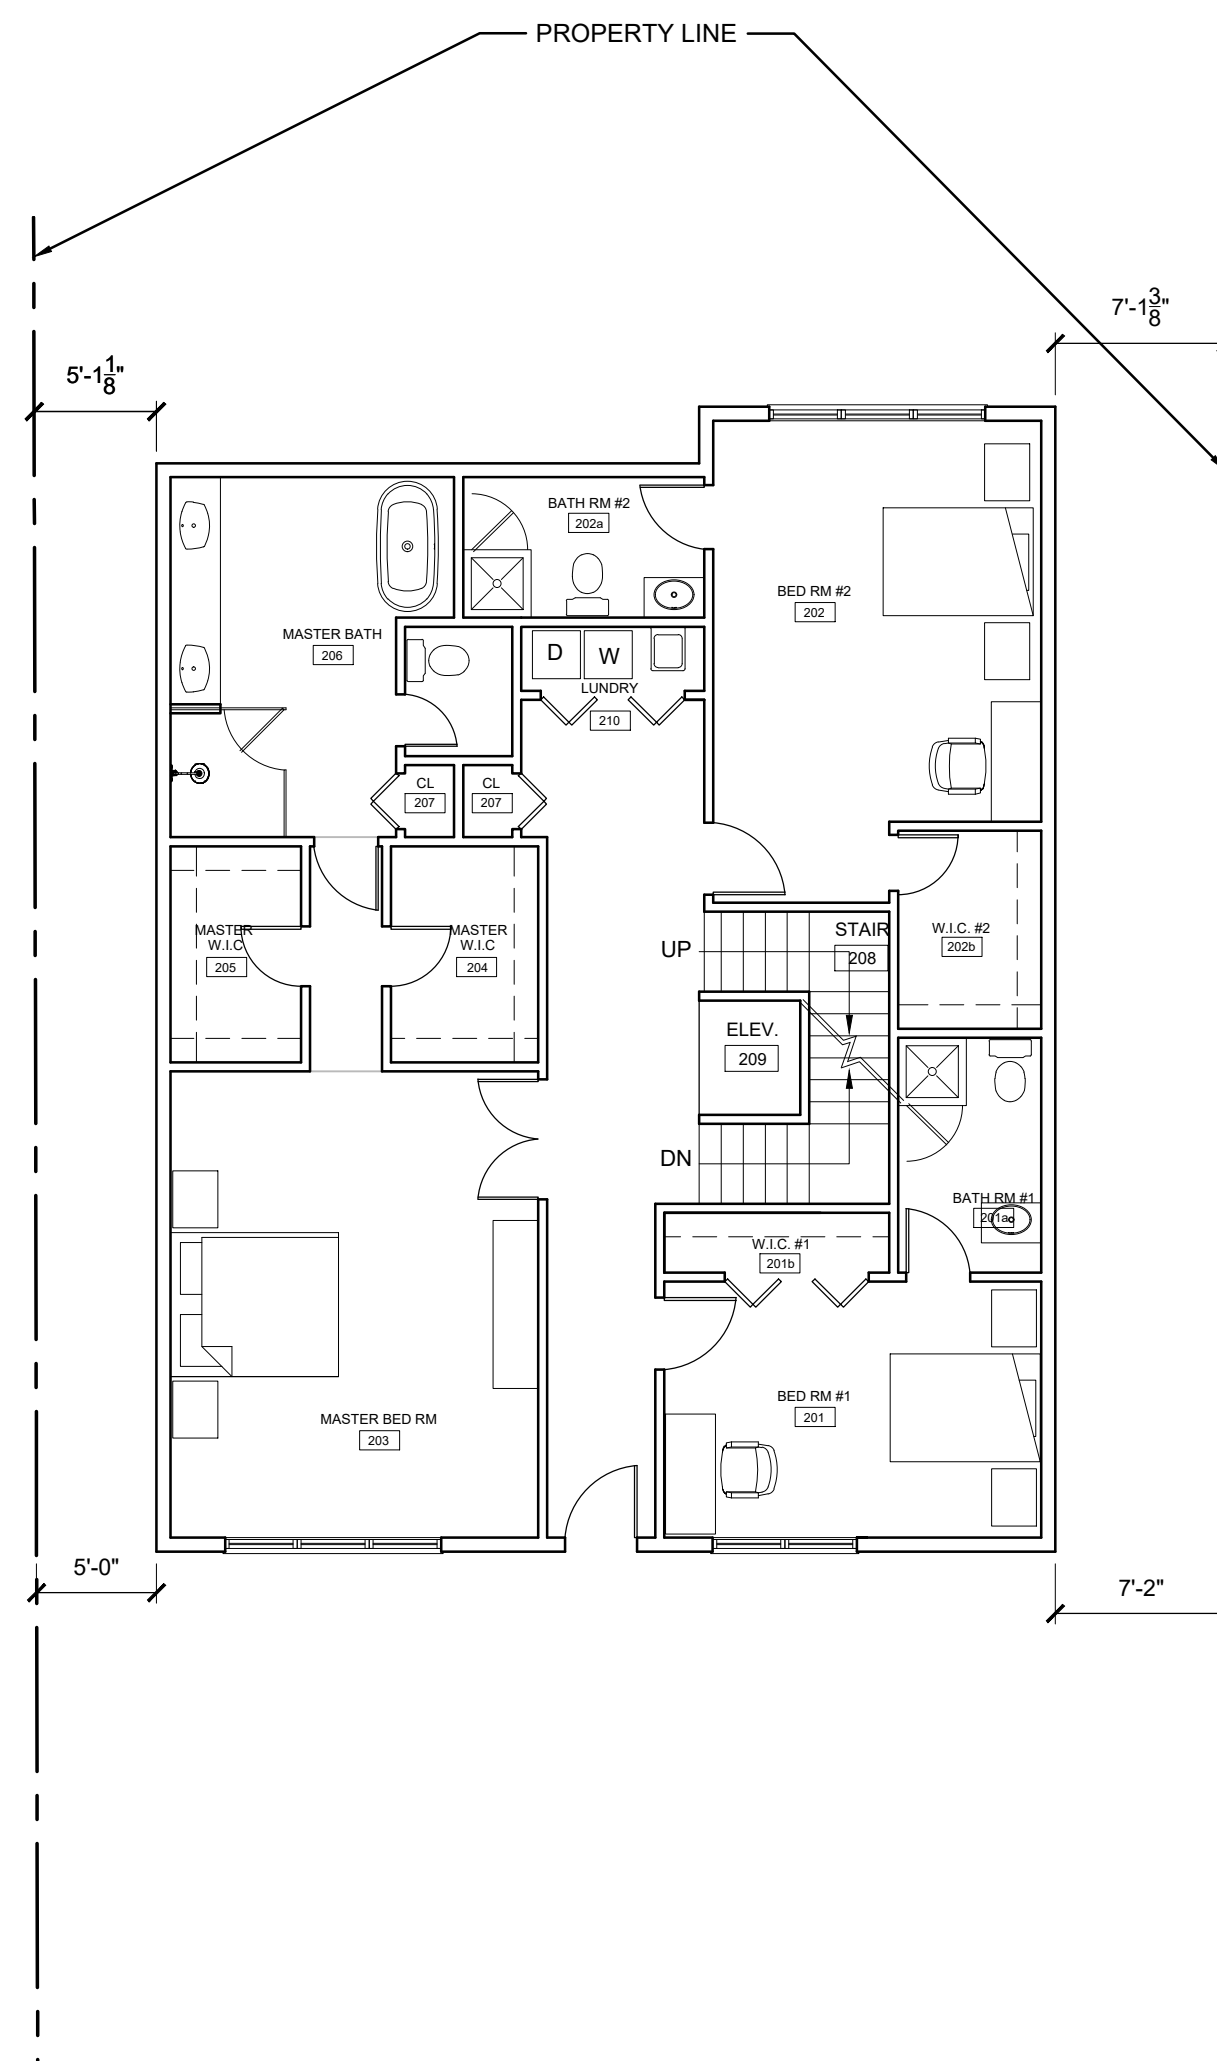 PROPERTY LINE
7'-1 3/8"
5'-1 1/8"
BATH RM #2
202a
BED RM #2
202
MASTER BATH
206
D
W
LUNDRY
210
CL
207
CL
207
MASTER
W.I.C
205
MASTER
W.I.C
204
UP
STAIR
208
W.I.C. #2
202b
ELEV.
209
DN
BATH RM #1
201a
W.I.C. #1
201b
BED RM #1
201
MASTER BED RM
203
5'-0"
7'-2"